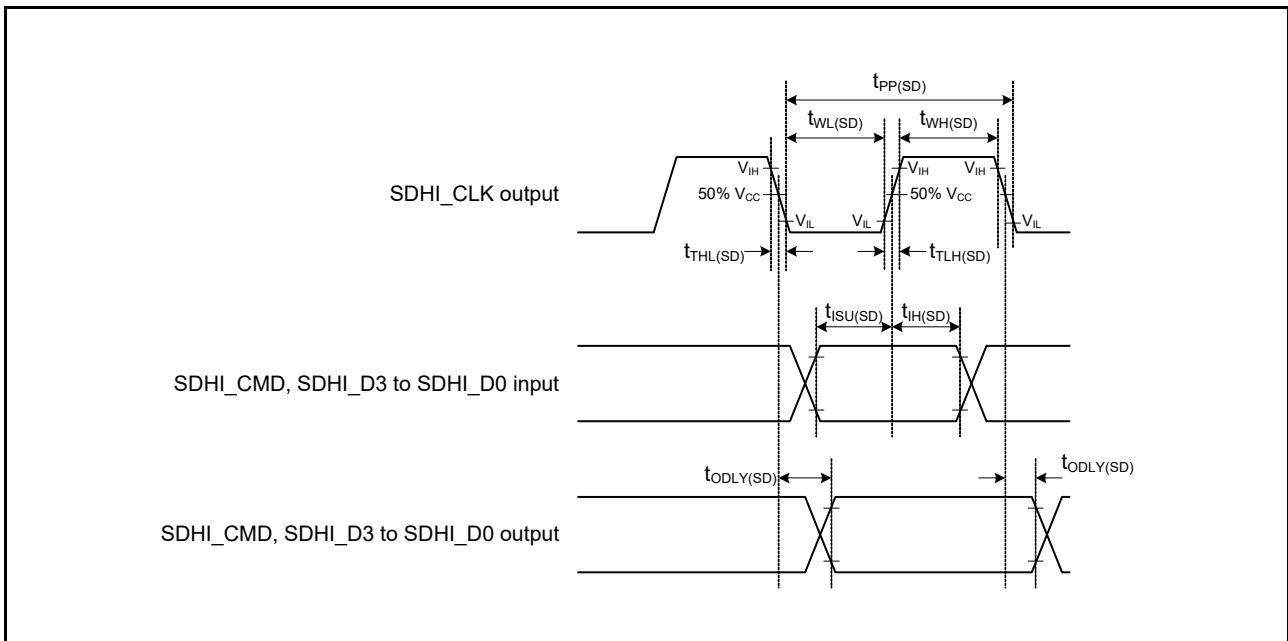 tPP(SD)
tWL(SD) tWH(SD)
VIH VIH VIH
SDHI_CLK output
50% VCC 50% VCC
VIL VIL VIL
tTHL(SD) tTLH(SD)
tISU(SD) tIH(SD)
SDHI_CMD, SDHI_D3 to SDHI_D0 input
tODLY(SD) tODLY(SD)
SDHI_CMD, SDHI_D3 to SDHI_D0 output